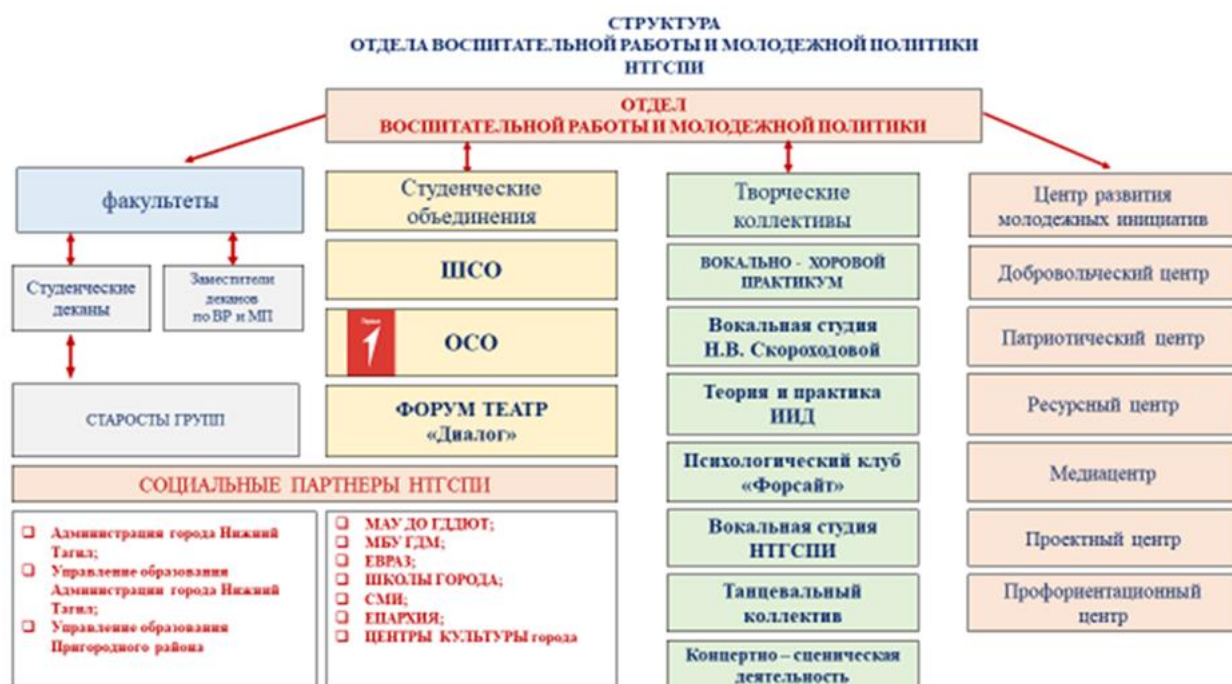 СТРУКТУРА
ОТДЕЛА ВОСПИТАТЕЛЬНОЙ РАБОТЫ И МОЛОДЕЖНОЙ ПОЛИТИКИ
НТГСПИ
ОТДЕЛ
ВОСПИТАТЕЛЬНОЙ РАБОТЫ И МОЛОДЕЖНОЙ ПОЛИТИКИ
факультеты
Студенческие
деканы
Заместители
деканов
по ВР и МП
СТАРОСТЫ ГРУПП
Студенческие
объединения
ШСО
ОСО
ФОРУМ ТЕАТР
«Диалог»
Творческие
коллективы
ВОКАЛЬНО - ХОРОВОЙ
ПРАКТИКУМ
Вокальная студия
Н.В. Скороходовой
Теория и практика
ИИД
Психологический клуб
«Форсайт»
Вокальная студия
НТГСПИ
Танцевальный
коллектив
Концертно – сценическая
деятельность
Центр развития
молодежных инициатив
Добровольческий центр
Патриотический центр
Ресурсный центр
Медиацентр
Проектный центр
Профориентационный
центр
СОЦИАЛЬНЫЕ ПАРТНЕРЫ НТГСПИ
Администрация города Нижний
Тагил;
Управление образования
Администрации города Нижний
Тагил;
Управление образования
Пригородного района
МАУ ДО ГДДЮТ;
МБУ ГДМ;
ЕВРАЗ;
ШКОЛЫ ГОРОДА;
СМИ;
ЕПАРХИЯ;
ЦЕНТРЫ КУЛЬТУРЫ города